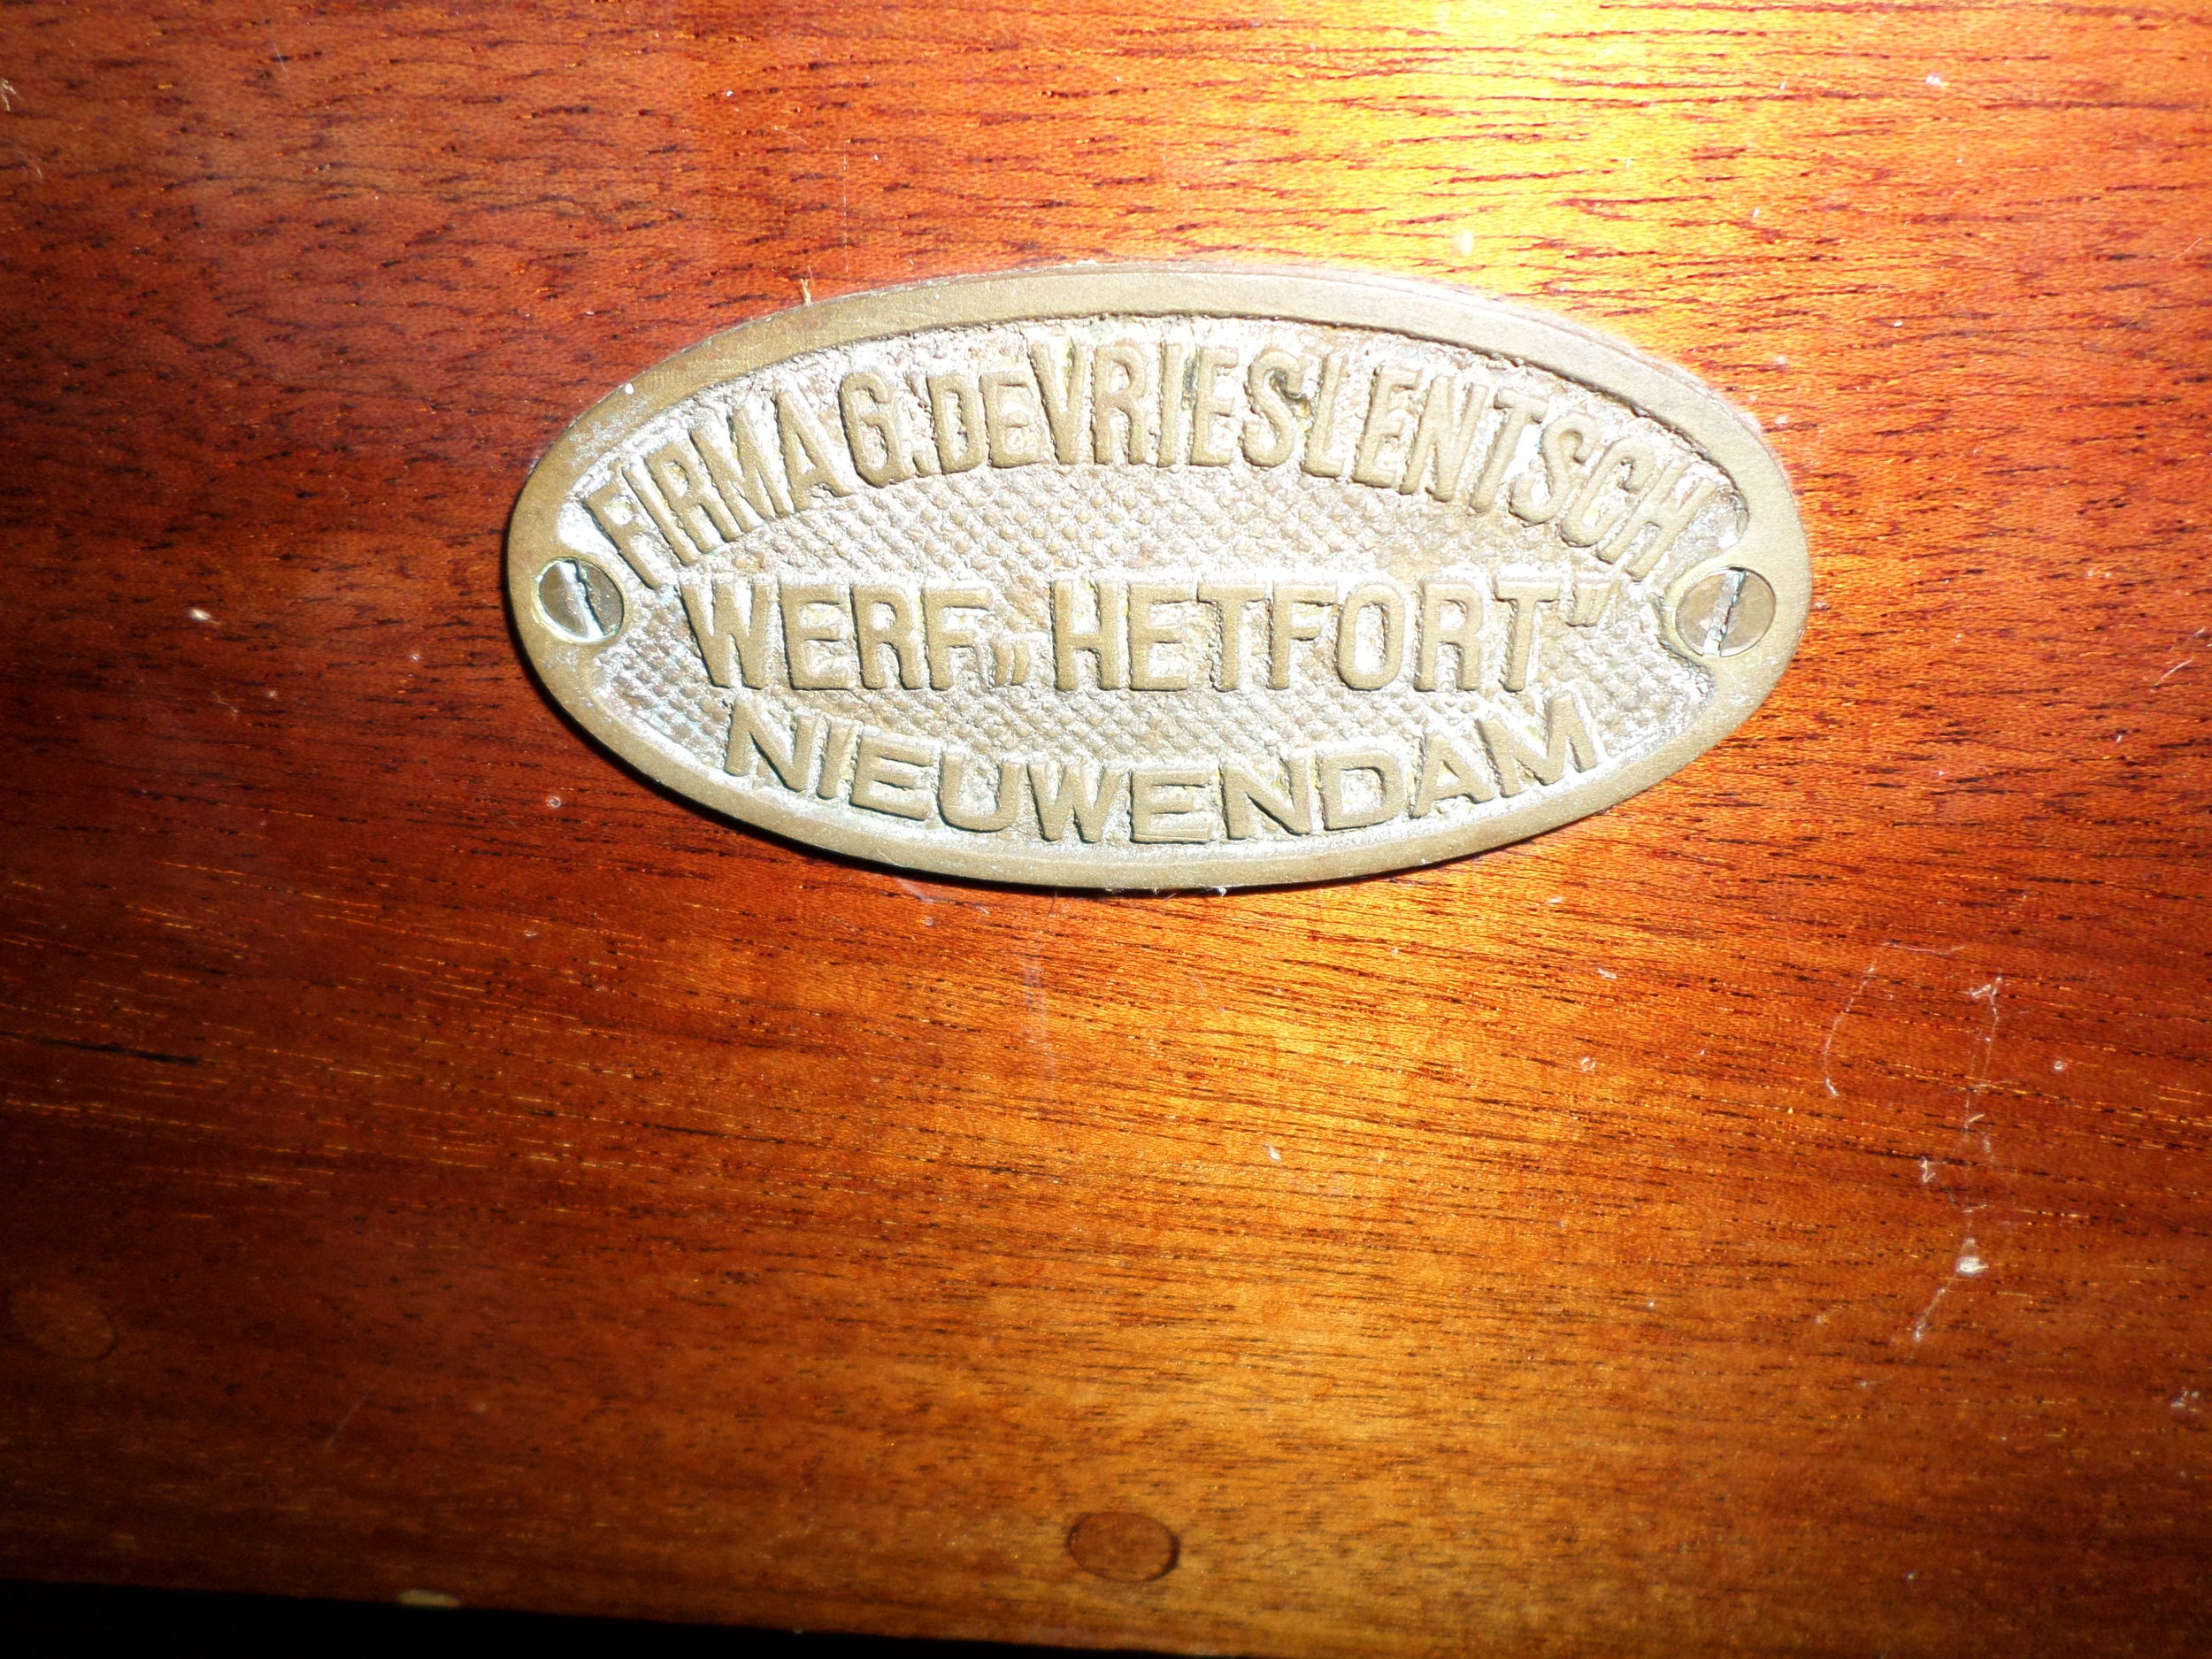 FIRMA G. DE VRIES LENTSCH
WERF „HET FORT"
NIEUWENDAM